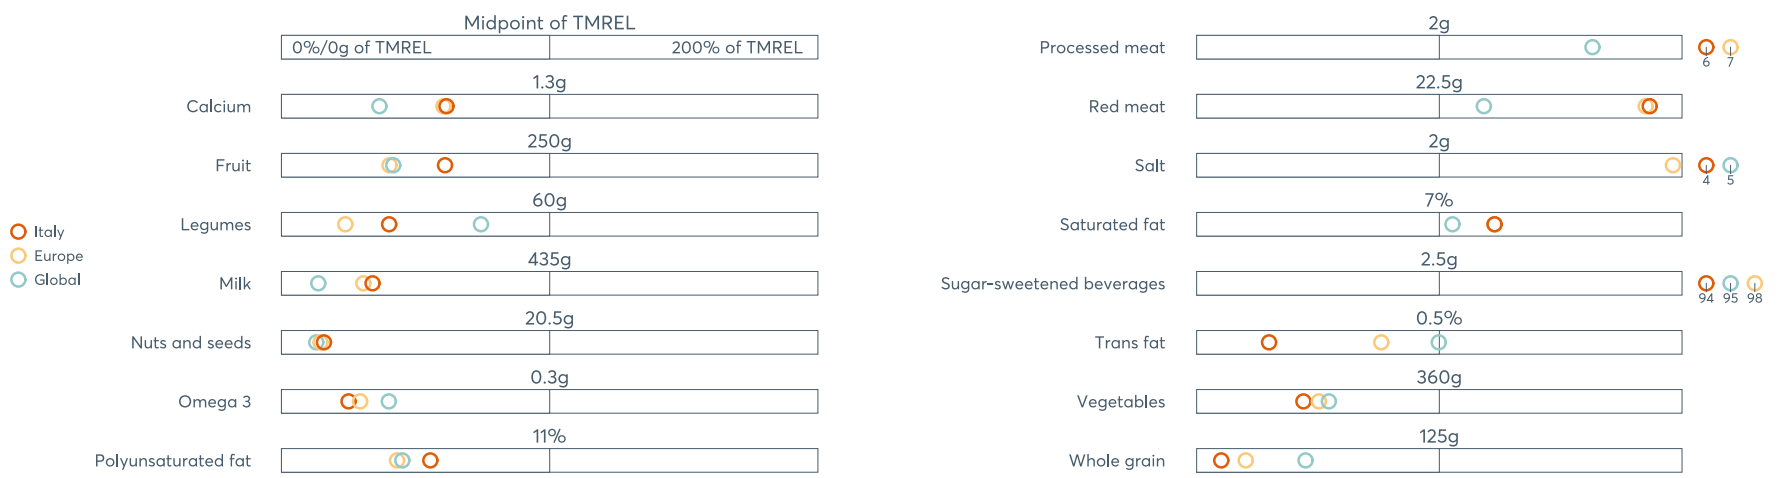 Midpoint of TMREL
0%/0g of TMREL 200% of TMREL
1.3g
Calcium
250g
Fruit
60g
Legumes
435g
Milk
20.5g
Nuts and seeds
0.3g
Omega 3
11%
Polyunsaturated fat
Italy
Europe
Global
2g
Processed meat
6 7
22.5g
Red meat
2g
Salt
4 5
7%
Saturated fat
2.5g
Sugar-sweetened beverages
94 95 98
0.5%
Trans fat
360g
Vegetables
125g
Whole grain